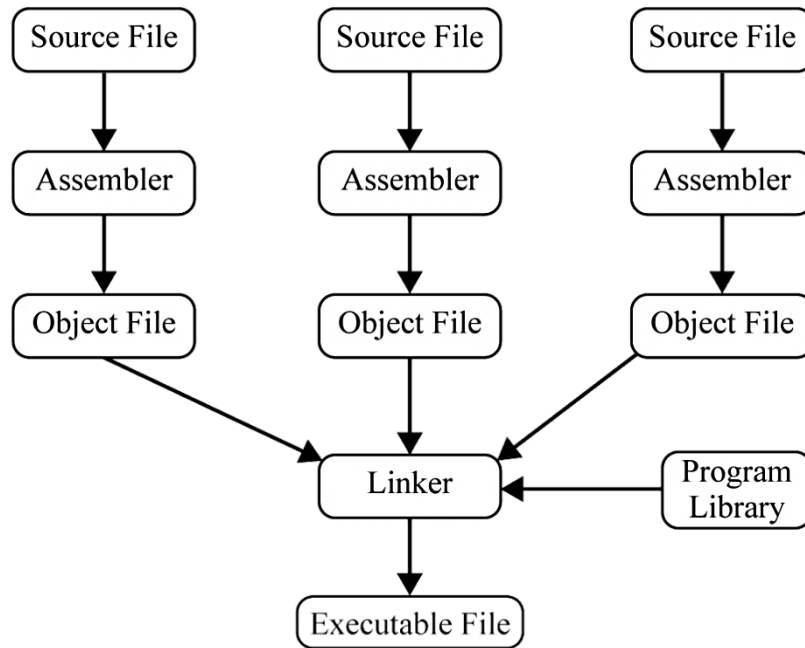 Source File
Source File
Source File
Assembler
Assembler
Assembler
Object File
Object File
Object File
Linker
Program
Library
Executable File